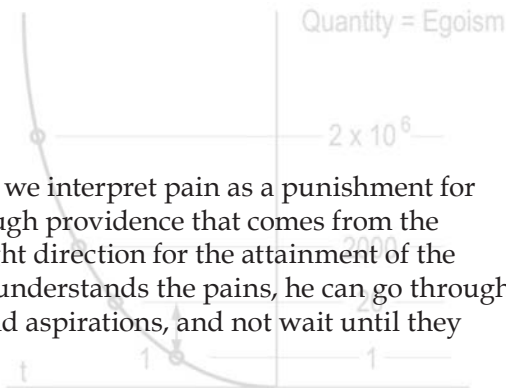 Quantity = Egoism
2 x 10⁶
we interpret pain as a punishment for
ugh providence that comes from the
ght direction for the attainment of the
2000
understands the pains, he can go through
d aspirations, and not wait until they
1
1
t